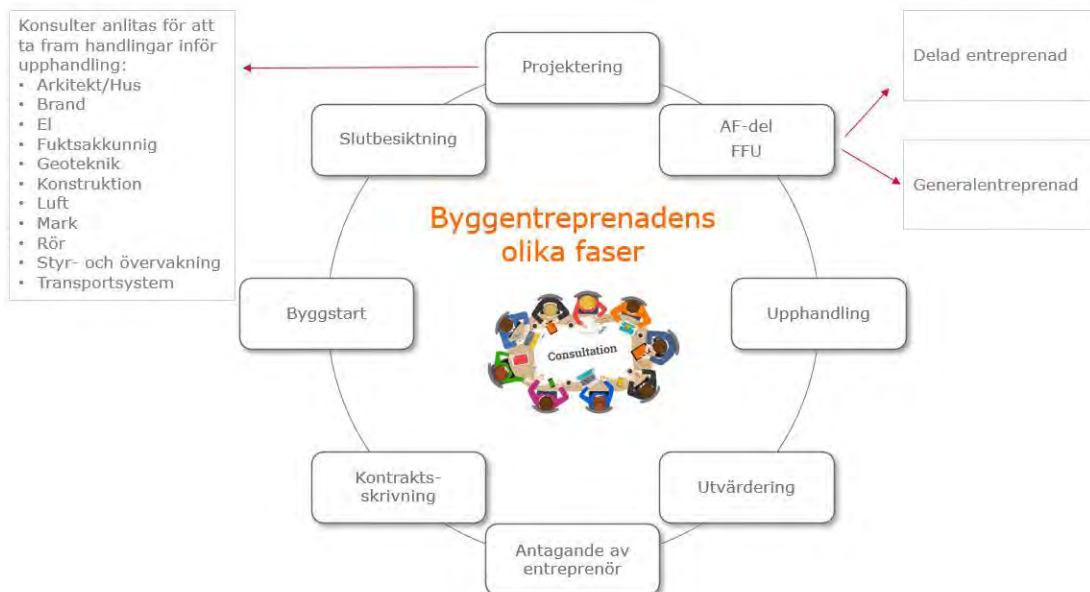 Konsulter anlitas för att
ta fram handlingar inför
upphandling:
• Arkitekt/Hus
• Brand
• El
• Fuktsakkunnig
• Geoteknik
• Konstruktion
• Luft
• Mark
• Rör
• Styr- och övervakning
• Transportsystem
Projektering
AF-del
FFU
Delad entreprenad
Generalentreprenad
Upphandling
Utvärdering
Antagande av
entreprenör
Kontrakts-
skrivning
Byggstart
Slutbesiktning
Byggentreprenadens
olika faser
Consultation